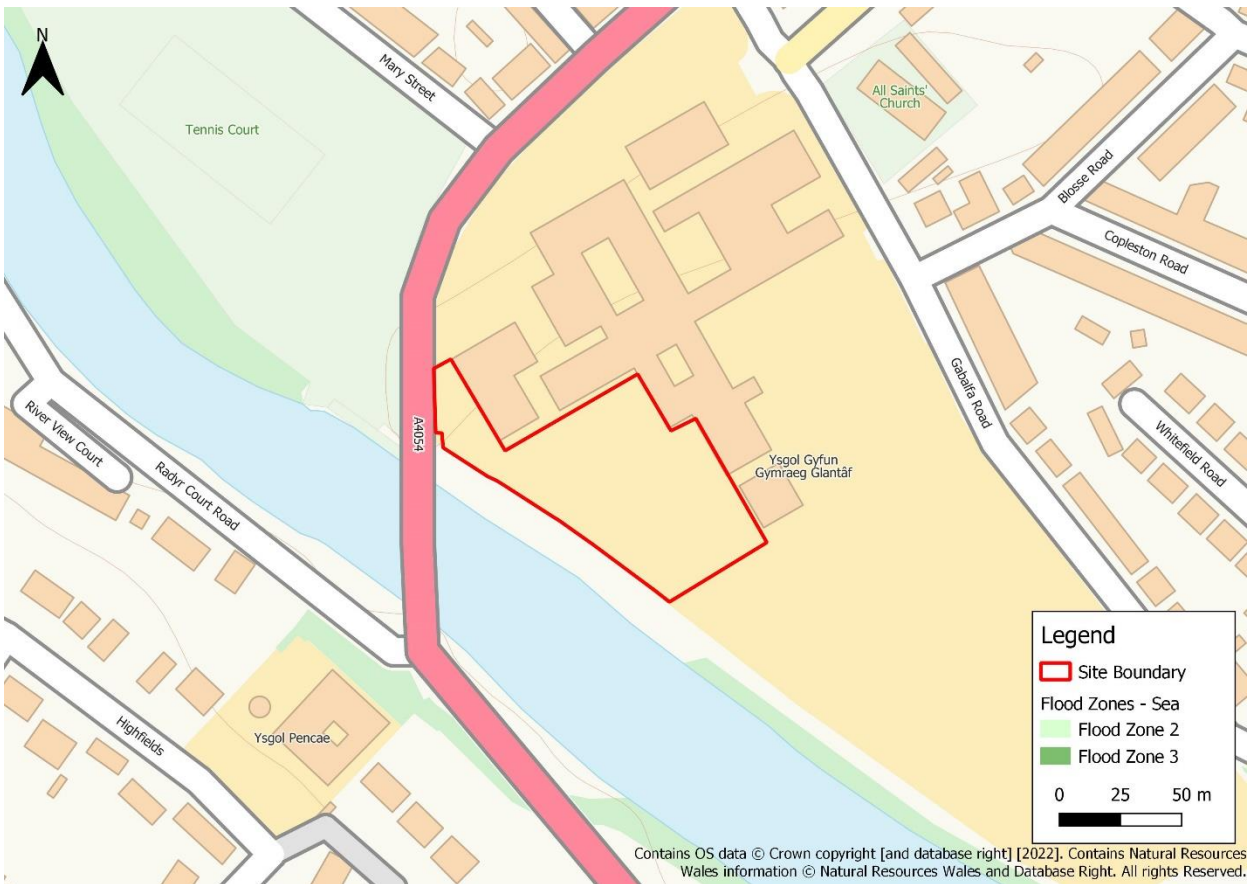 N
Mary Street
Tennis Court
All Saints'
Church
Blosse Road
Copleston Road
Gabalfa Road
Whitefield Road
A4054
River View Court
Radyr Court Road
Ysgol Gyfun
Gymraeg Glantâf
Highfields
Ysgol Pencae
Legend
Site Boundary
Flood Zones - Sea
Flood Zone 2
Flood Zone 3
0 25 50 m
Contains OS data © Crown copyright [and database right] [2022]. Contains Natural Resources
Wales information © Natural Resources Wales and Database Right. All rights Reserved.